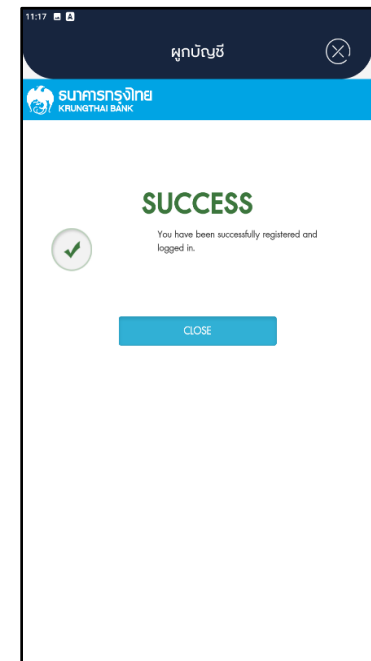 11:17 A
ผูกบัญชี
ธนาคารกรุงไทย
KRUNGTHAI BANK
SUCCESS
You have been successfully registered and
logged in.
CLOSE